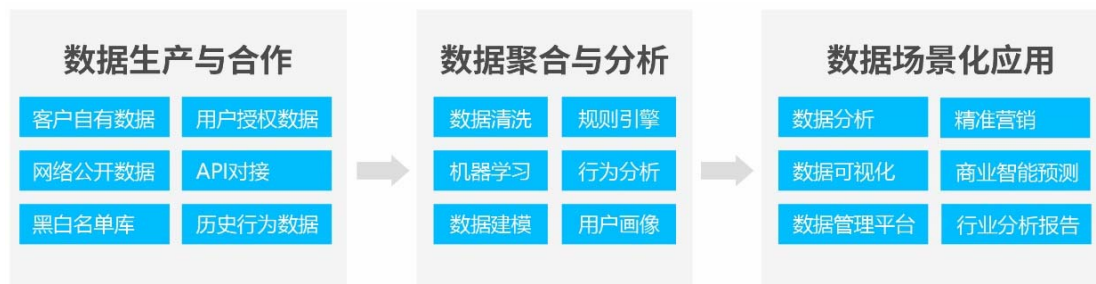 数据生产与合作
客户自有数据
用户授权数据
网络公开数据
API对接
黑白名单库
历史行为数据
数据聚合与分析
数据清洗
规则引擎
机器学习
行为分析
数据建模
用户画像
数据场景化应用
数据分析
精准营销
数据可视化
商业智能预测
数据管理平台
行业分析报告